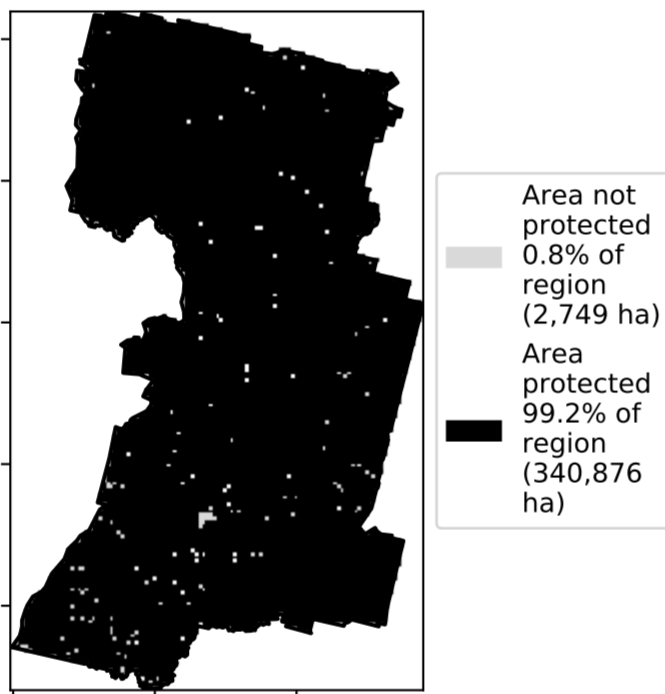 Area not
protected
0.8% of
region
(2,749 ha)
Area
protected
99.2% of
region
(340,876
ha)